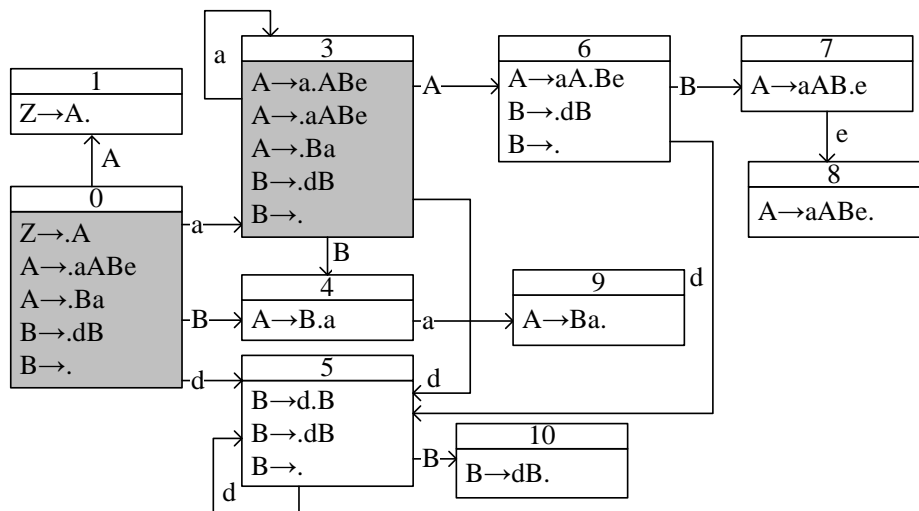 3
A→a.ABe
A→.aABe
A→.Ba
B→.dB
B→.
a
A
6
A→aA.Be
B→.dB
B→.
B
7
A→aAB.e
e
8
A→aABe.
1
Z→A.
A
0
Z→.A
A→.aABe
A→.Ba
B→.dB
B→.
a
B
d
B
4
A→B.a
a
9
A→Ba.
d
d
5
B→d.B
B→.dB
B→.
d
B
10
B→dB.